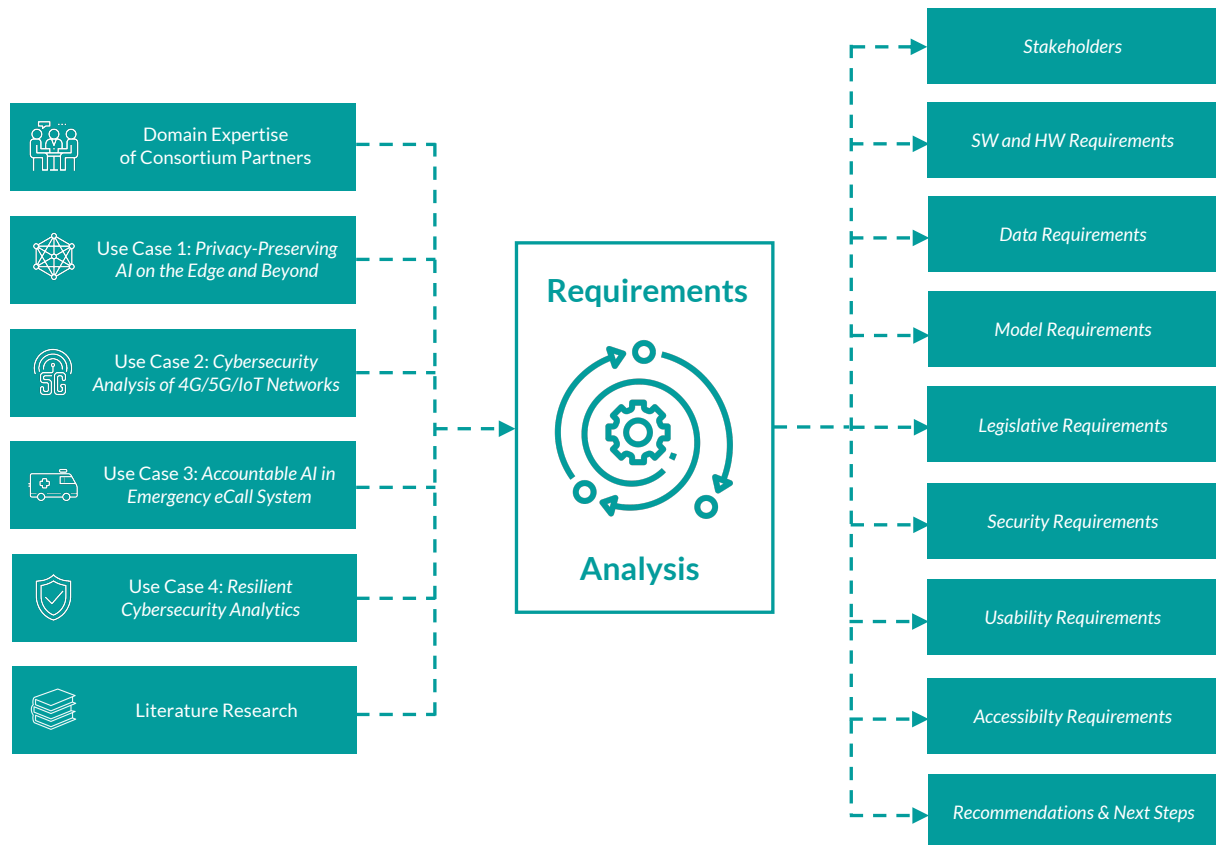 Domain Expertise
of Consortium Partners
Use Case 1: Privacy-Preserving
AI on the Edge and Beyond
Use Case 2: Cybersecurity
Analysis of 4G/5G/IoT Networks
5G
Use Case 3: Accountable AI in
Emergency eCall System
Use Case 4: Resilient
Cybersecurity Analytics
Literature Research
Requirements
Analysis
Stakeholders
SW and HW Requirements
Data Requirements
Model Requirements
Legislative Requirements
Security Requirements
Usability Requirements
Accessibilty Requirements
Recommendations & Next Steps